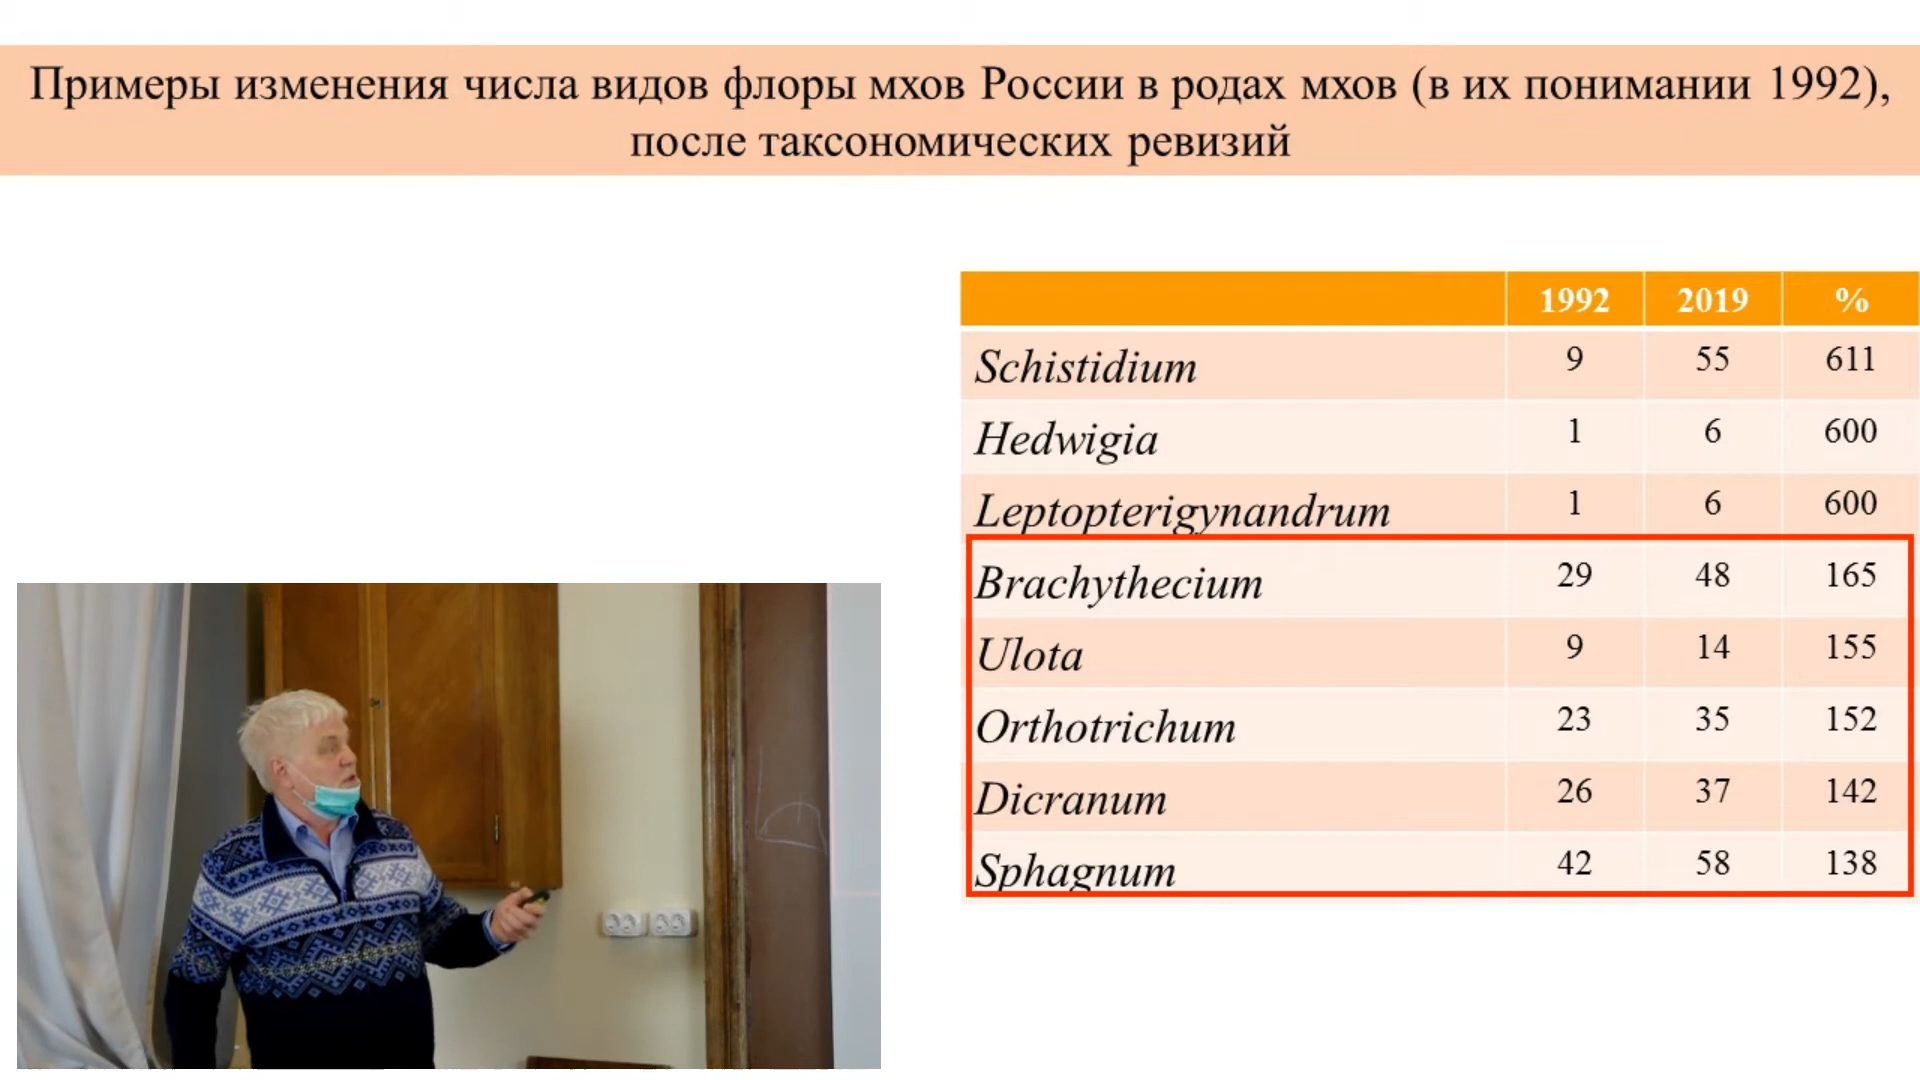 Примеры изменения числа видов флоры мхов России в родах мхов (в их понимании 1992),
после таксономических ревизий
1992 2019 %
Schistidium 9 55 611
Hedwigia 1 6 600
Leptopterigynandrum 1 6 600
Brachythecium 29 48 165
Ulota 9 14 155
Orthotrichum 23 35 152
Dicranum 26 37 142
Sphagnum 42 58 138